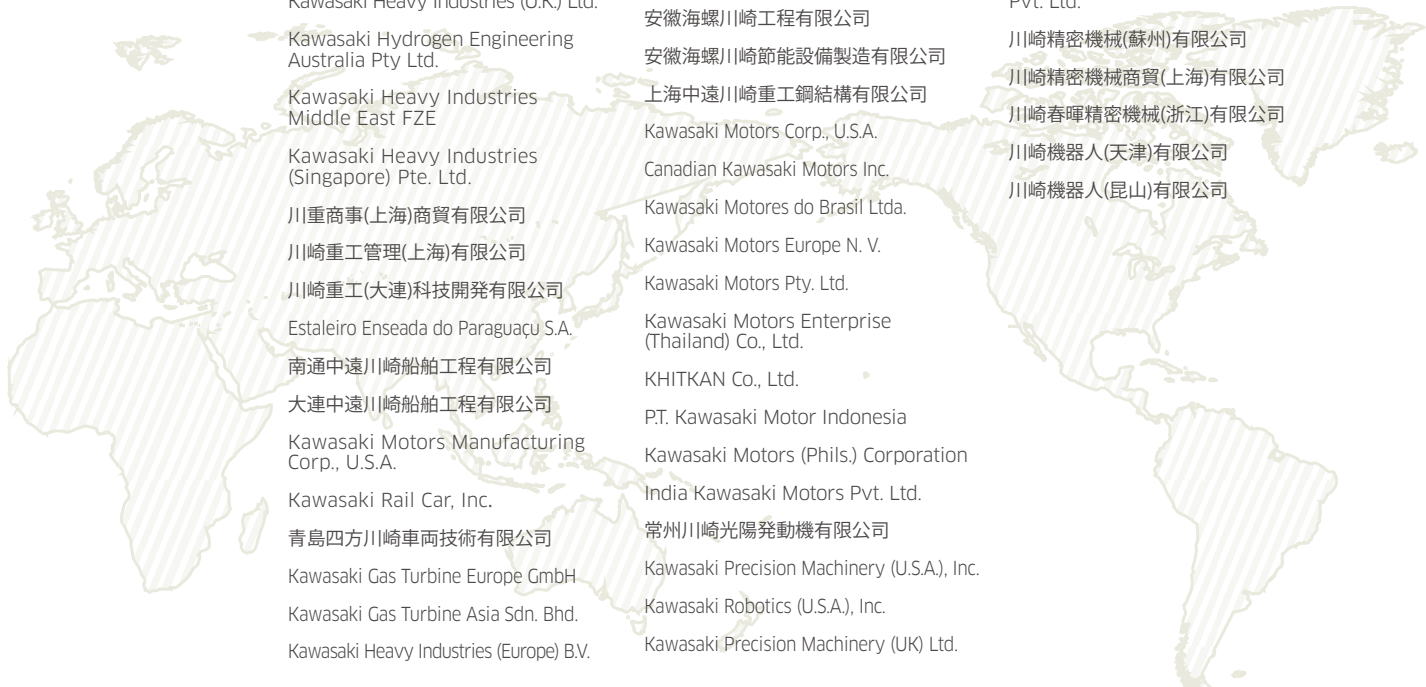 Kawasaki Heavy Industries (U.K.) Ltd.
Kawasaki Hydrogen Engineering
Australia Pty Ltd.
Kawasaki Heavy Industries
Middle East FZE
Kawasaki Heavy Industries
(Singapore) Pte. Ltd.
川重商事(上海)商貿有限公司
川崎重工管理(上海)有限公司
川崎重工(大連)科技開発有限公司
Estaleiro Enseada do Paraguaçu S.A.
南通中遠川崎船舶工程有限公司
大連中遠川崎船舶工程有限公司
Kawasaki Motors Manufacturing
Corp., U.S.A.
Kawasaki Rail Car, Inc.
青島四方川崎車両技術有限公司
Kawasaki Gas Turbine Europe GmbH
Kawasaki Gas Turbine Asia Sdn. Bhd.
Kawasaki Heavy Industries (Europe) B.V.
安徽海螺川崎工程有限公司
安徽海螺川崎節能設備製造有限公司
上海中遠川崎重工鋼結構有限公司
Kawasaki Motors Corp., U.S.A.
Canadian Kawasaki Motors Inc.
Kawasaki Motores do Brasil Ltda.
Kawasaki Motors Europe N. V.
Kawasaki Motors Pty. Ltd.
Kawasaki Motors Enterprise
(Thailand) Co., Ltd.
KHITKAN Co., Ltd.
P.T. Kawasaki Motor Indonesia
Kawasaki Motors (Phils.) Corporation
India Kawasaki Motors Pvt. Ltd.
常州川崎光陽発動機有限公司
Kawasaki Precision Machinery (U.S.A.), Inc.
Kawasaki Robotics (U.S.A.), Inc.
Kawasaki Precision Machinery (UK) Ltd.
Pvt. Ltd.
川崎精密機械(蘇州)有限公司
川崎精密機械商貿(上海)有限公司
川崎春暉精密機械(浙江)有限公司
川崎機器人(天津)有限公司
川崎機器人(昆山)有限公司